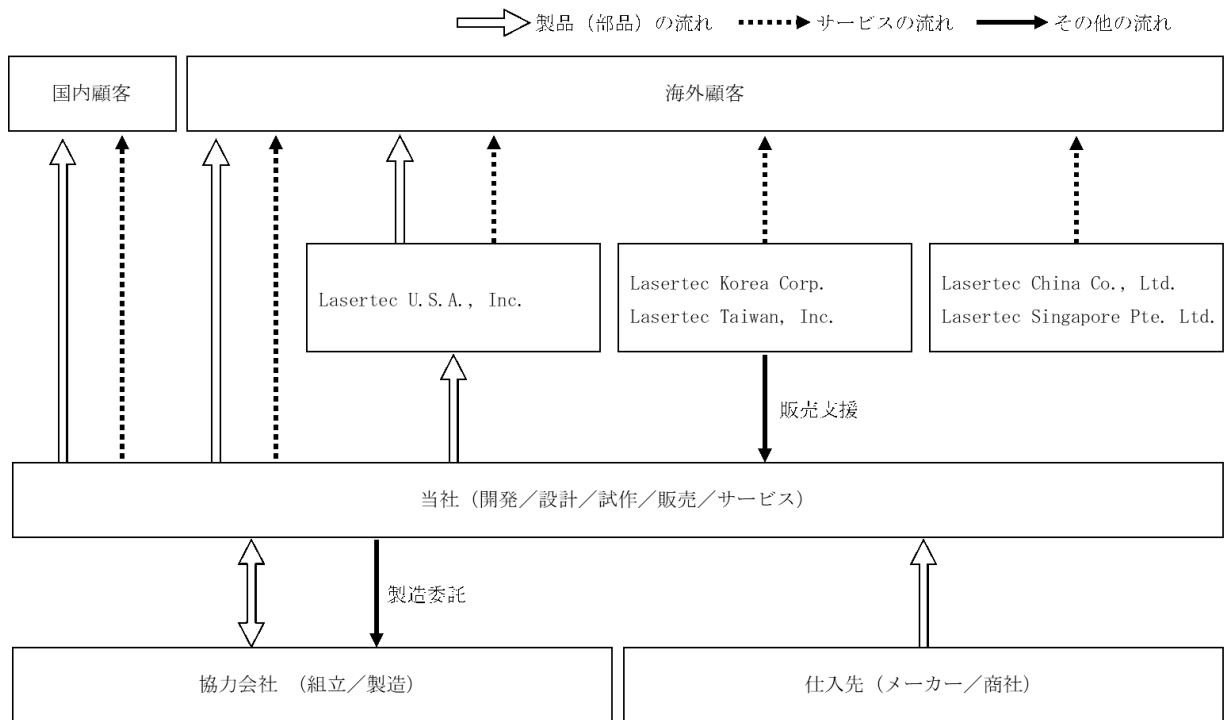 製品（部品）の流れ サービスの流れ その他の流れ
国内顧客 海外顧客
Lasertec U.S.A., Inc.
Lasertec Korea Corp.
Lasertec Taiwan, Inc.
Lasertec China Co., Ltd.
Lasertec Singapore Pte. Ltd.
販売支援
当社（開発／設計／試作／販売／サービス）
製造委託
協力会社 （組立／製造） 仕入先（メーカー／商社）